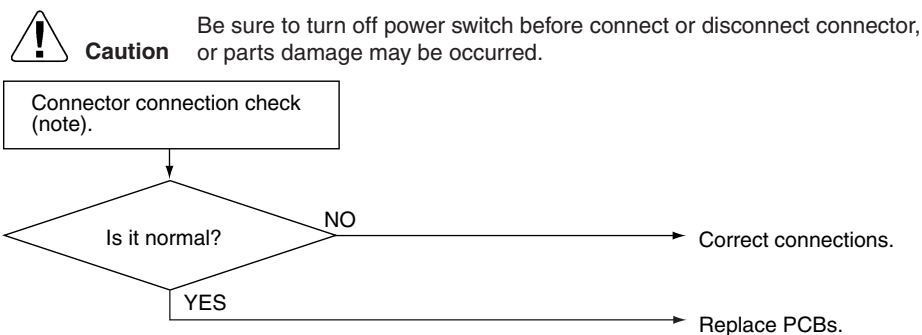 Be sure to turn off power switch before connect or disconnect connector,
Caution or parts damage may be occurred.
Connector connection check
(note).
Is it normal?
NO
Correct connections.
YES
Replace PCBs.